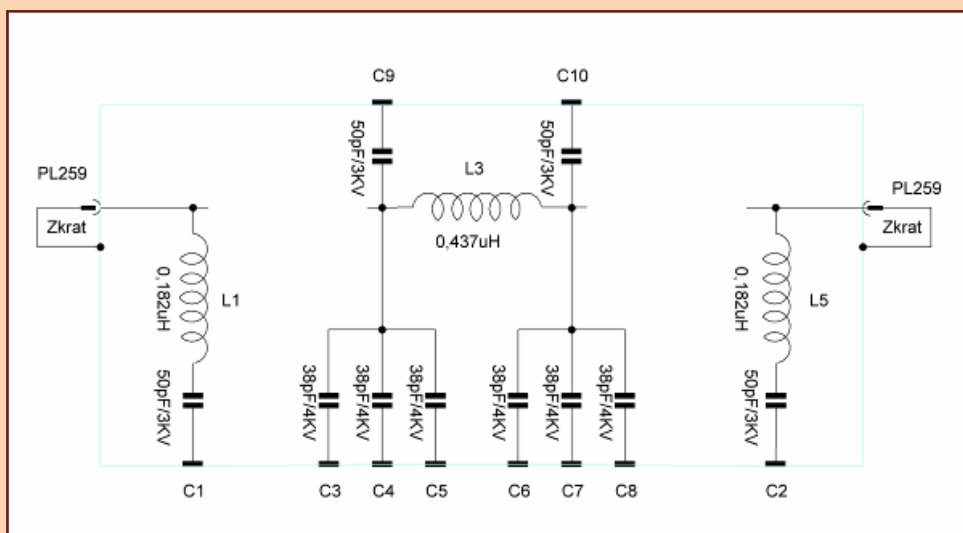 C9
C10
50pF/3KV
50pF/3KV
L3
PL259
PL259
Zkrat
Zkrat
0,437uH
0,182uH
L1
0,182uH
L5
50pF/3KV
38pF/4KV
38pF/4KV
38pF/4KV
38pF/4KV
38pF/4KV
38pF/4KV
50pF/3KV
C1
C3
C4
C5
C6
C7
C8
C2